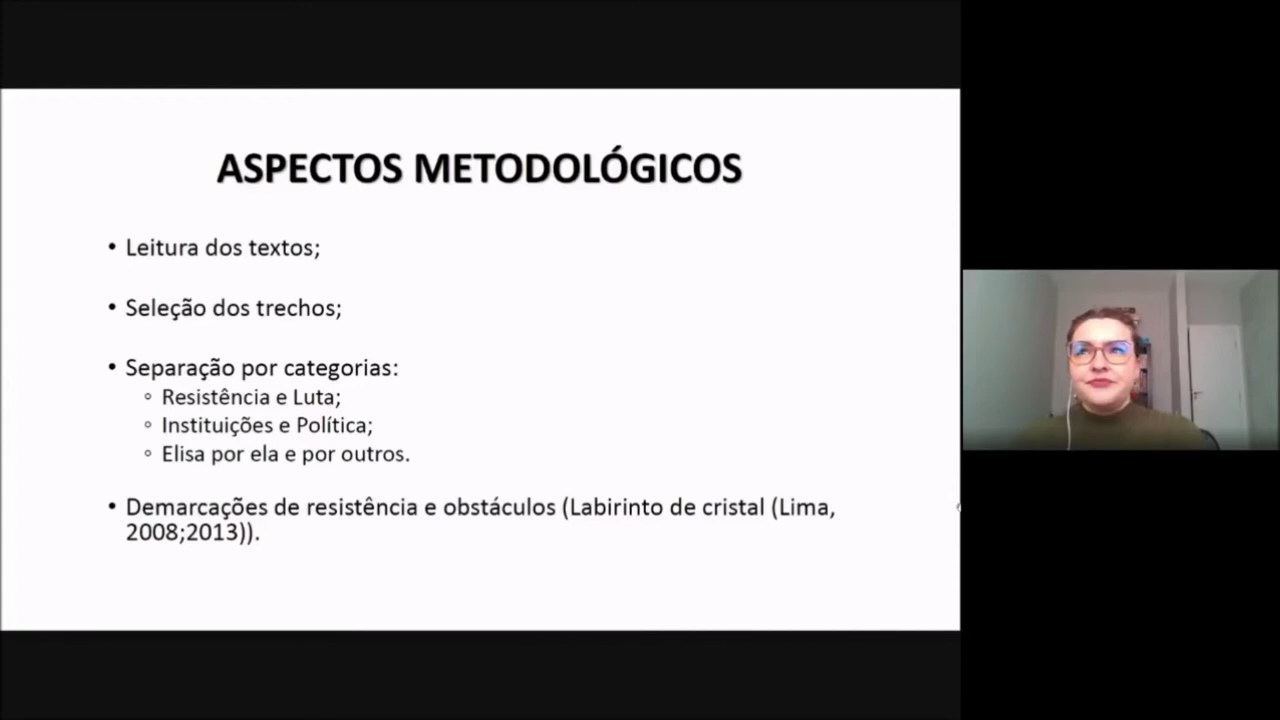 ASPECTOS METODOLÓGICOS
• Leitura dos textos;
• Seleção dos trechos;
• Separação por categorias:
◦ Resistência e Luta;
◦ Instituições e Política;
◦ Elisa por ela e por outros.
• Demarcações de resistência e obstáculos (Labirinto de cristal (Lima,
2008;2013)).